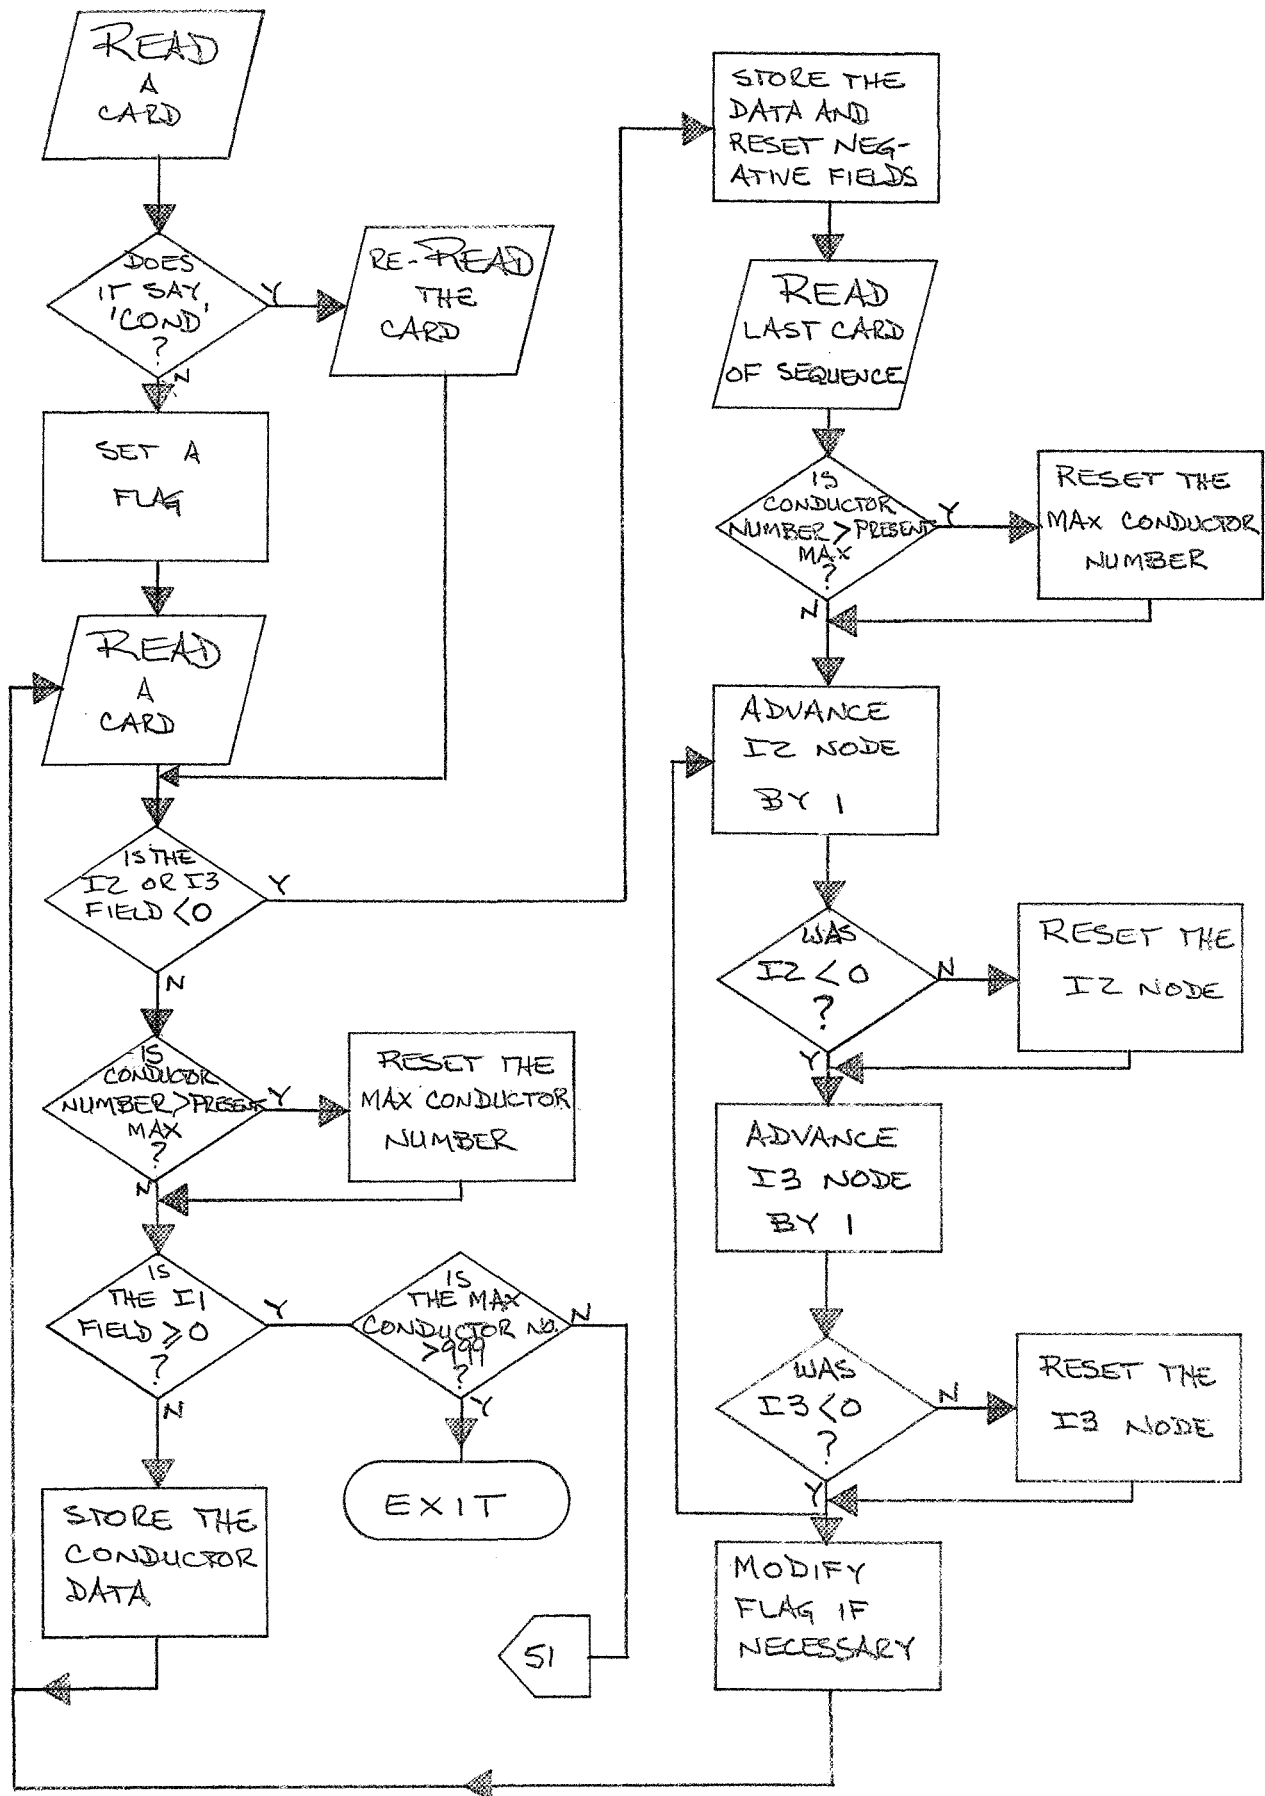 READ
A
CARD
DOES
IT SAY
'COND'
?
Y
N
RE-READ
THE
CARD
SET A
FLAG
READ
A
CARD
IS THE
I2 OR I3
FIELD <0
Y
N
IS
CONDUCTOR
NUMBER>PRESENT
MAX
?
Y
N
RESET THE
MAX CONDUCTOR
NUMBER
IS
THE I1
FIELD ≥0
?
Y
N
IS
THE MAX
CONDUCTOR NO.
>999
?
N
Y
EXIT
STORE THE
CONDUCTOR
DATA
51
STORE THE
DATA AND
RESET NEG-
ATIVE FIELDS
READ
LAST CARD
OF SEQUENCE
IS
CONDUCTOR
NUMBER>PRESENT
MAX
?
Y
N
RESET THE
MAX CONDUCTOR
NUMBER
ADVANCE
I2 NODE
BY 1
WAS
I2<0
?
N
Y
RESET THE
I2 NODE
ADVANCE
I3 NODE
BY 1
WAS
I3<0
?
N
Y
RESET THE
I3 NODE
MODIFY
FLAG IF
NECESSARY